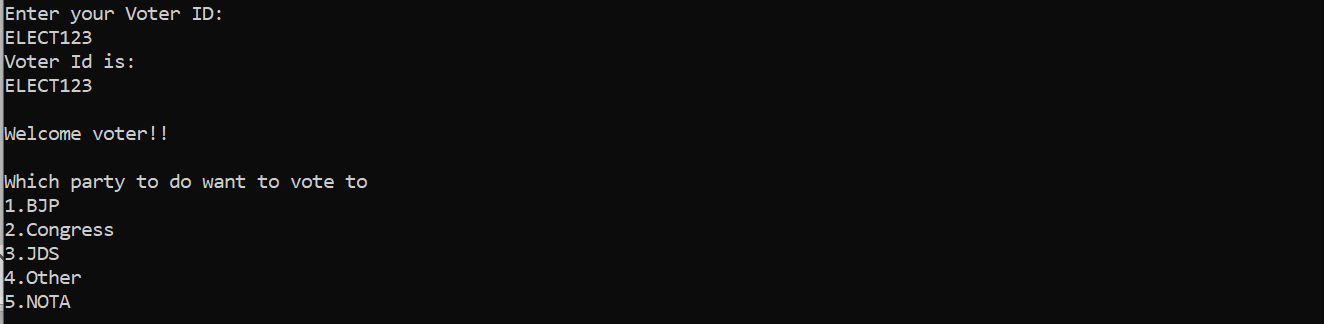 Enter your Voter ID:
ELECT123
Voter Id is:
ELECT123
Welcome voter!!
Which party to do want to vote to
1.BJP
2.Congress
3.JDS
4.Other
5.NOTA